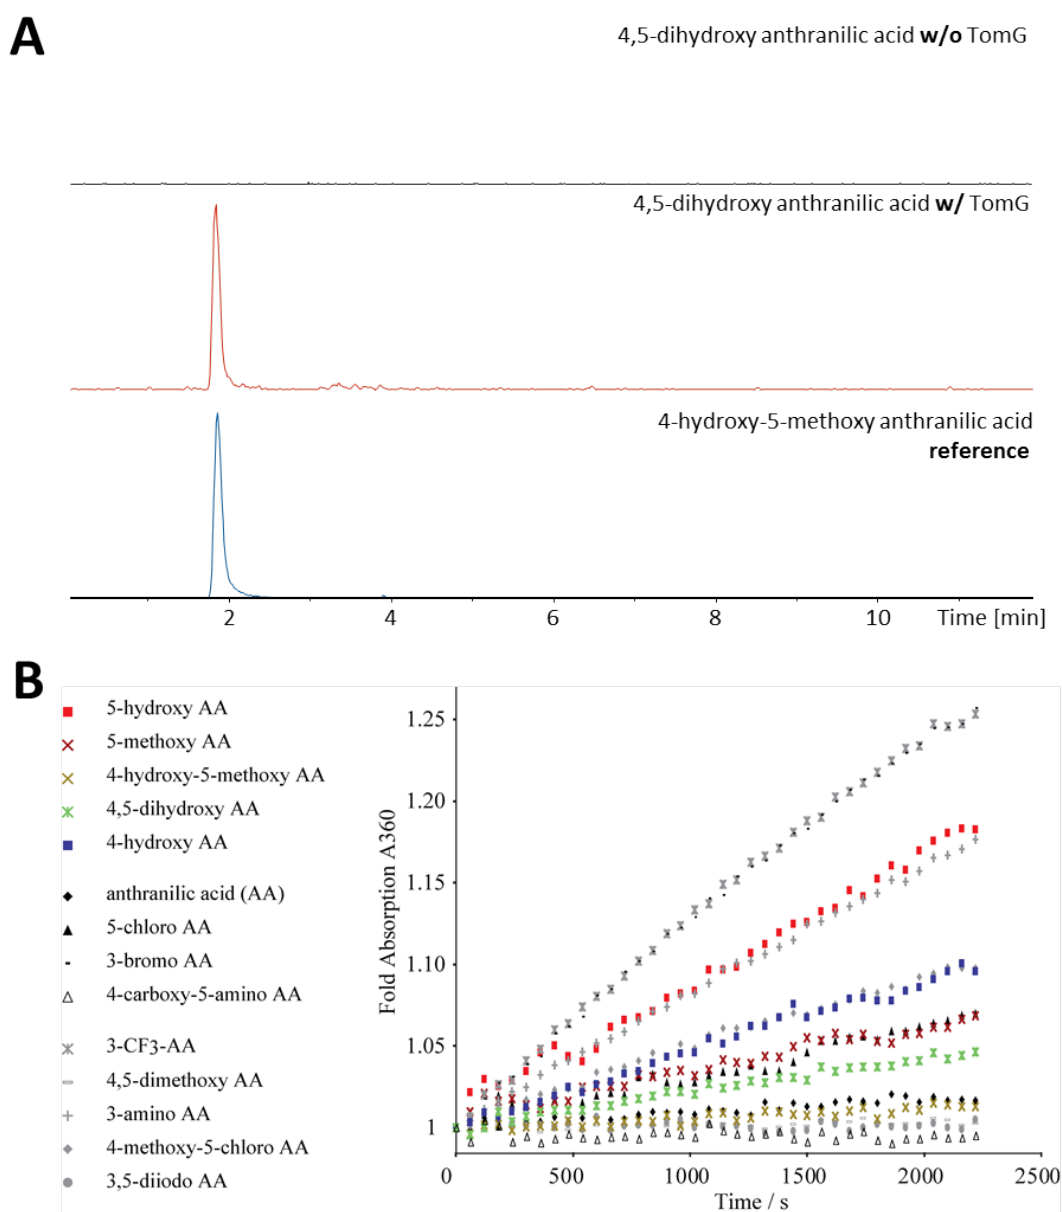 A
4,5-dihydroxy anthranilic acid w/o TomG
4,5-dihydroxy anthranilic acid w/ TomG
4-hydroxy-5-methoxy anthranilic acid
reference
2 4 6 8 10 Time [min]
B
5-hydroxy AA
5-methoxy AA
4-hydroxy-5-methoxy AA
4,5-dihydroxy AA
4-hydroxy AA
anthranilic acid (AA)
5-chloro AA
3-bromo AA
4-carboxy-5-amino AA
3-CF3-AA
4,5-dimethoxy AA
3-amino AA
4-methoxy-5-chloro AA
3,5-diiodo AA
Fold Absorption A360
1.25
1.20
1.15
1.10
1.05
1
0 500 1000 1500 2000 2500
Time / s